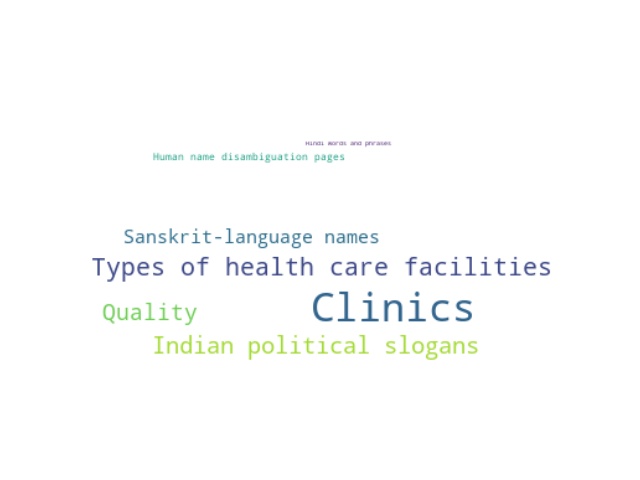 Hindi words and phrases
Human name disambiguation pages
Sanskrit-language names
Types of health care facilities
Clinics
Quality
Indian political slogans